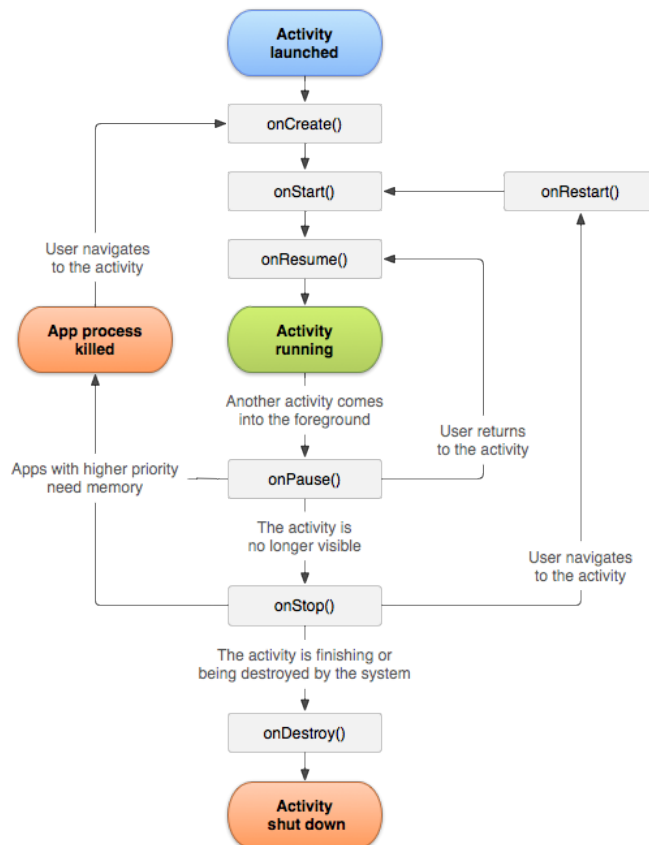 Activity
launched
onCreate()
onStart()
onRestart()
User navigates
to the activity
onResume()
App process
killed
Activity
running
Another activity comes
into the foreground
User returns
to the activity
Apps with higher priority
need memory
onPause()
The activity is
no longer visible
User navigates
to the activity
onStop()
The activity is finishing or
being destroyed by the system
onDestroy()
Activity
shut down